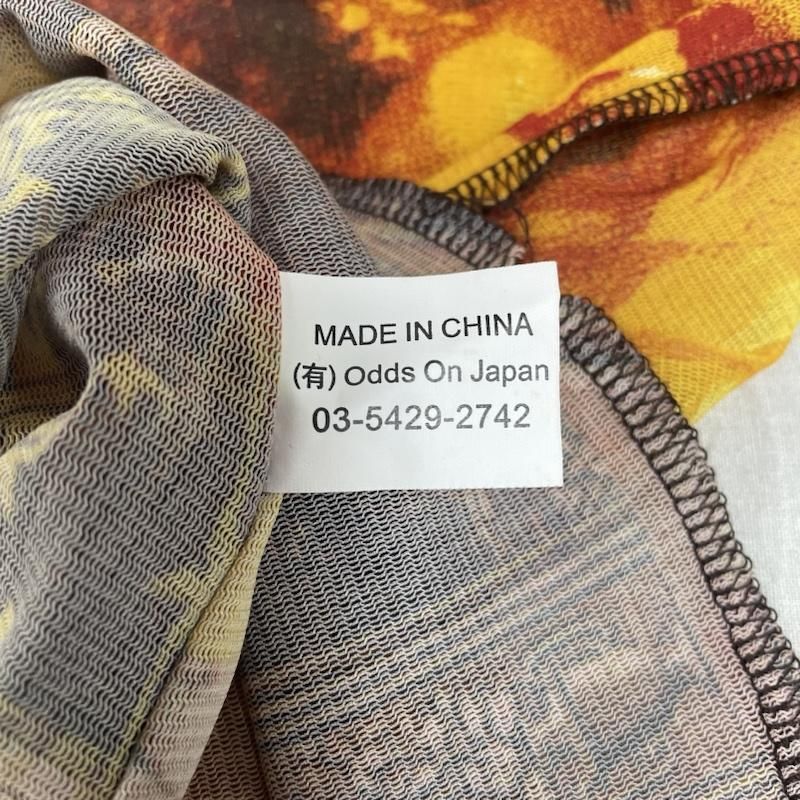 MADE IN CHINA
(有) Odds On Japan
03-5429-2742